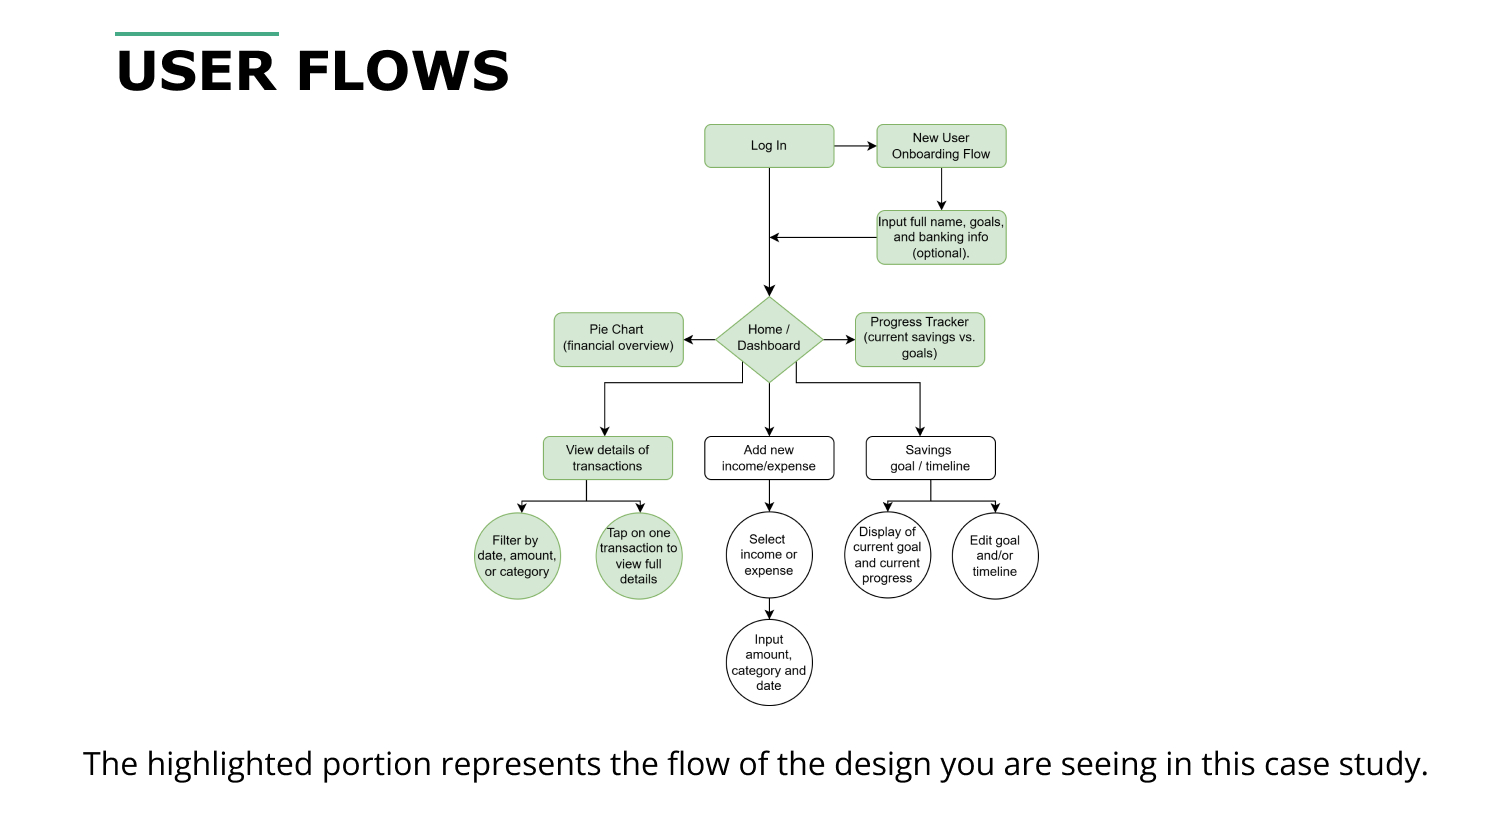 USER FLOWS
Log In
New User
Onboarding Flow
Input full name, goals,
and banking info
(optional).
Pie Chart
(financial overview)
Home /
Dashboard
Progress Tracker
(current savings vs.
goals)
View details of
transactions
Add new
income/expense
Savings
goal / timeline
Filter by
date, amount,
or category
Tap on one
transaction to
view full
details
Select
income or
expense
Display of
current goal
and current
progress
Edit goal
and/or
timeline
Input
amount,
category and
date
The highlighted portion represents the flow of the design you are seeing in this case study.